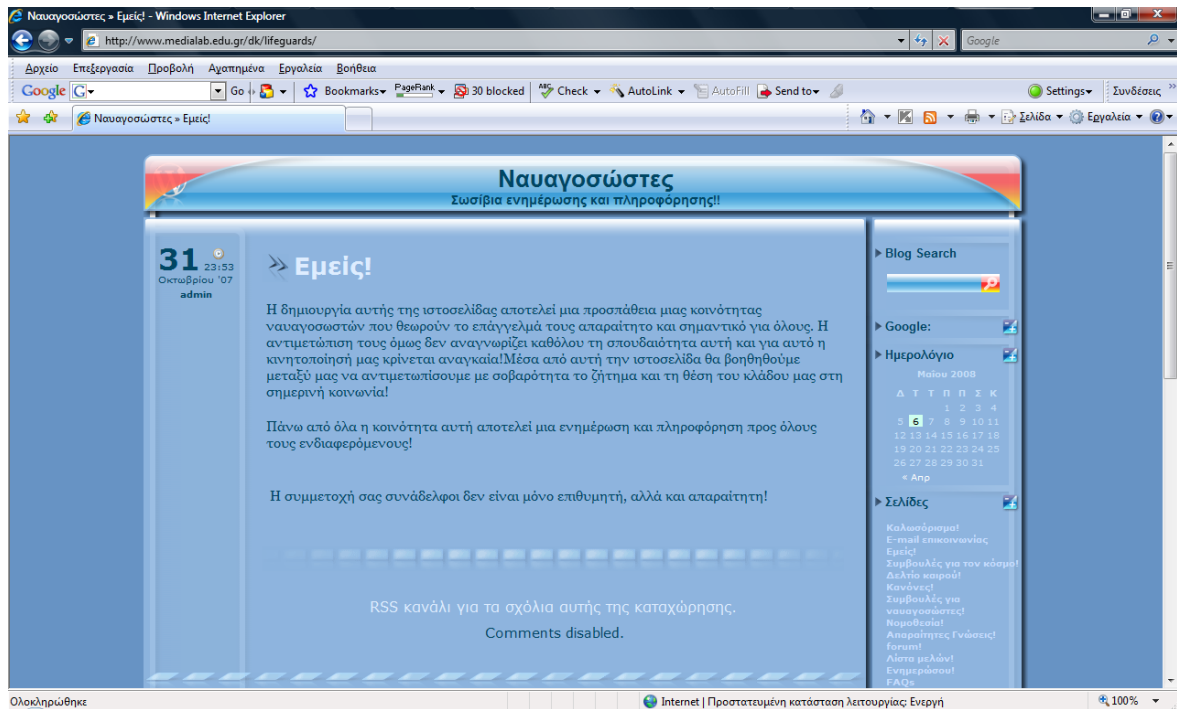 Ναυαγοσώστες » Εμείς! - Windows Internet Explorer
http://www.medialab.edu.gr/dk/lifeguards/
Google
Αρχείο Επεξεργασία Προβολή Αγαπημένα Εργαλεία Βοήθεια
Google G Go Bookmarks PageRank 30 blocked ABC Check AutoLink AutoFill Send to Settings Συνδέσεις
Ναυαγοσώστες » Εμείς!
Σελίδα Εργαλεία
Ναυαγοσώστες
Σωσίβια ενημέρωσης και πληροφόρησης!!
31 23:53
Οκτωβρίου '07
admin
Εμείς!
Η δημιουργία αυτής της ιστοσελίδας αποτελεί μια προσπάθεια μιας κοινότητας
ναυαγοσωστών που θεωρούν το επάγγελμά τους απαραίτητο και σημαντικό για όλους. Η
αντιμετώπιση τους όμως δεν αναγνωρίζει καθόλου τη σπουδαιότητα αυτή και για αυτό η
κινητοποίησή μας κρίνεται αναγκαία!Μέσα από αυτή την ιστοσελίδα θα βοηθηθούμε
μεταξύ μας να αντιμετωπίσουμε με σοβαρότητα το ζήτημα και τη θέση του κλάδου μας στη
σημερινή κοινωνία!
Πάνω από όλα η κοινότητα αυτή αποτελεί μια ενημέρωση και πληροφόρηση προς όλους
τους ενδιαφερόμενους!
Η συμμετοχή σας συνάδελφοι δεν είναι μόνο επιθυμητή, αλλά και απαραίτητη!
RSS κανάλι για τα σχόλια αυτής της καταχώρησης.
Comments disabled.
Blog Search
Google:
Ημερολόγιο
Μαΐου 2008
Δ Τ Τ Π Π Σ Κ
1 2 3 4
5 6 7 8 9 10 11
12 13 14 15 16 17 18
19 20 21 22 23 24 25
26 27 28 29 30 31
« Απρ
Σελίδες
Καλωσόρισμα!
E-mail επικοινωνίας
Εμείς!
Συμβουλές για τον κόσμο!
Δελτίο καιρού!
Κανόνες!
Συμβουλές για
ναυαγοσώστες!
Νομοθεσία!
Απαραίτητες Γνώσεις!
forum!
Λίστα μελών!
Ενημερώσου!
FAQs
Ολοκληρώθηκε
Internet | Προστατευμένη κατάσταση λειτουργίας: Ενεργή
100%